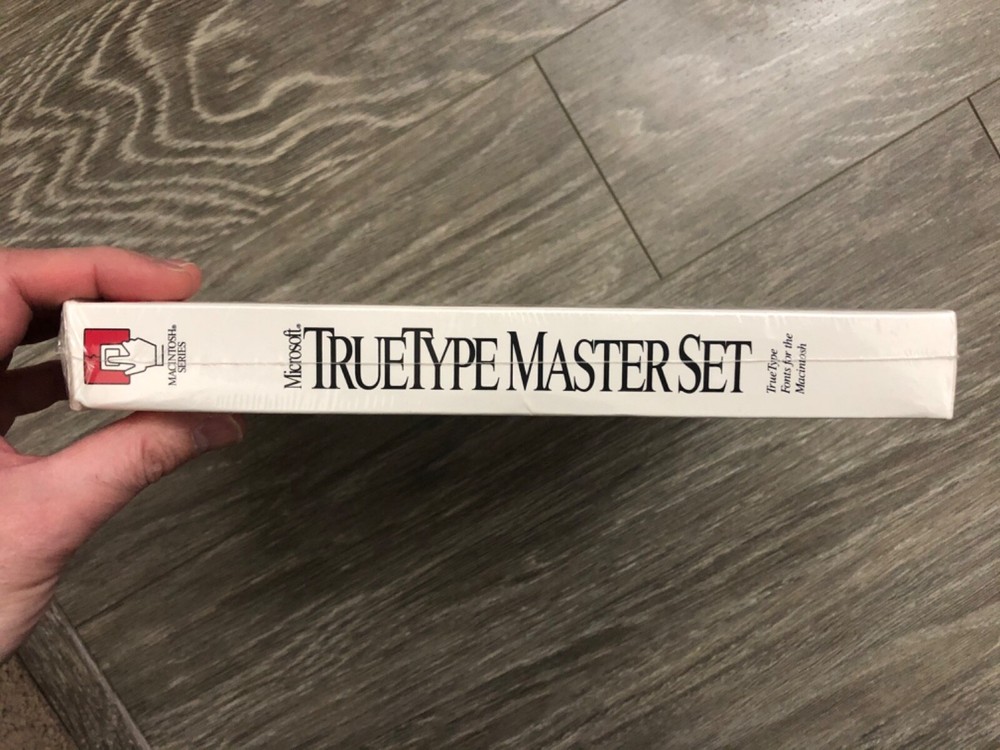 MACINTOSH®
SERIES
Microsoft®
TRUETYPE MASTER SET
TrueType
Fonts for the
Macintosh